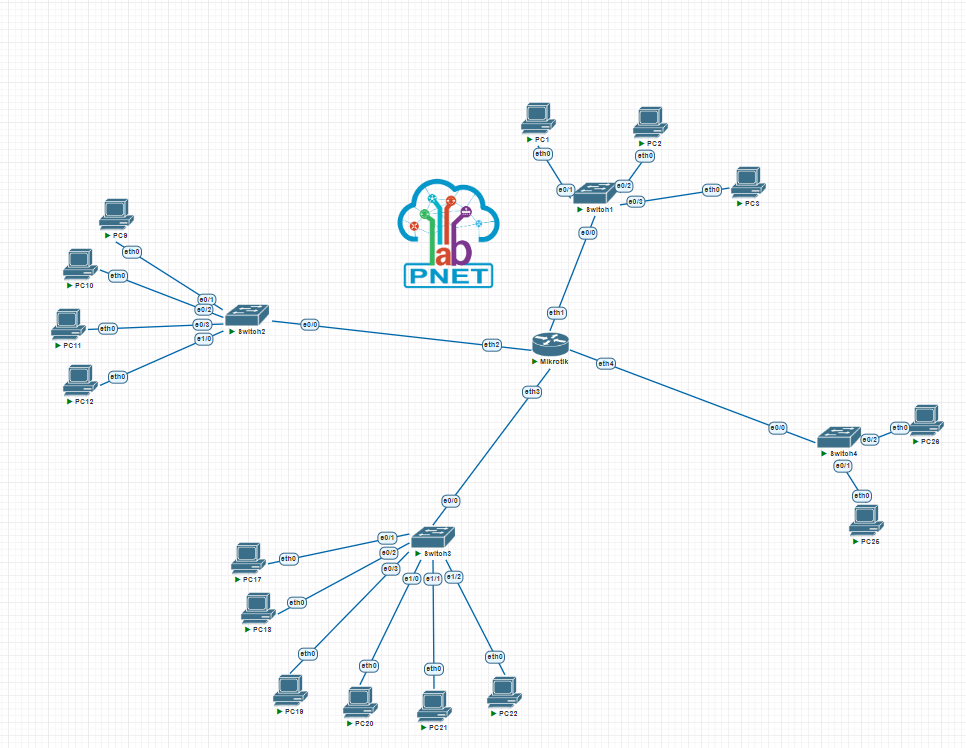 PC1
PC2
eth0
eth0
PC3
e0/1
e0/2
eth0
e0/3
Switch1
e0/0
PC9
eth0
PC10
eth0
e0/1
e0/2
lab
PNET
eth1
PC11
eth0
e0/3
Switch2
e0/0
e1/0
eth2
Mikrotik
eth4
PC12
eth0
eth3
e0/0
Switch4
e0/2
eth0
PC26
e0/1
eth0
PC25
e0/0
e0/1
Switch3
e0/2
e0/3
e1/0
e1/1
e1/2
PC17
eth0
PC18
eth0
eth0
PC19
eth0
PC20
eth0
PC21
eth0
PC22